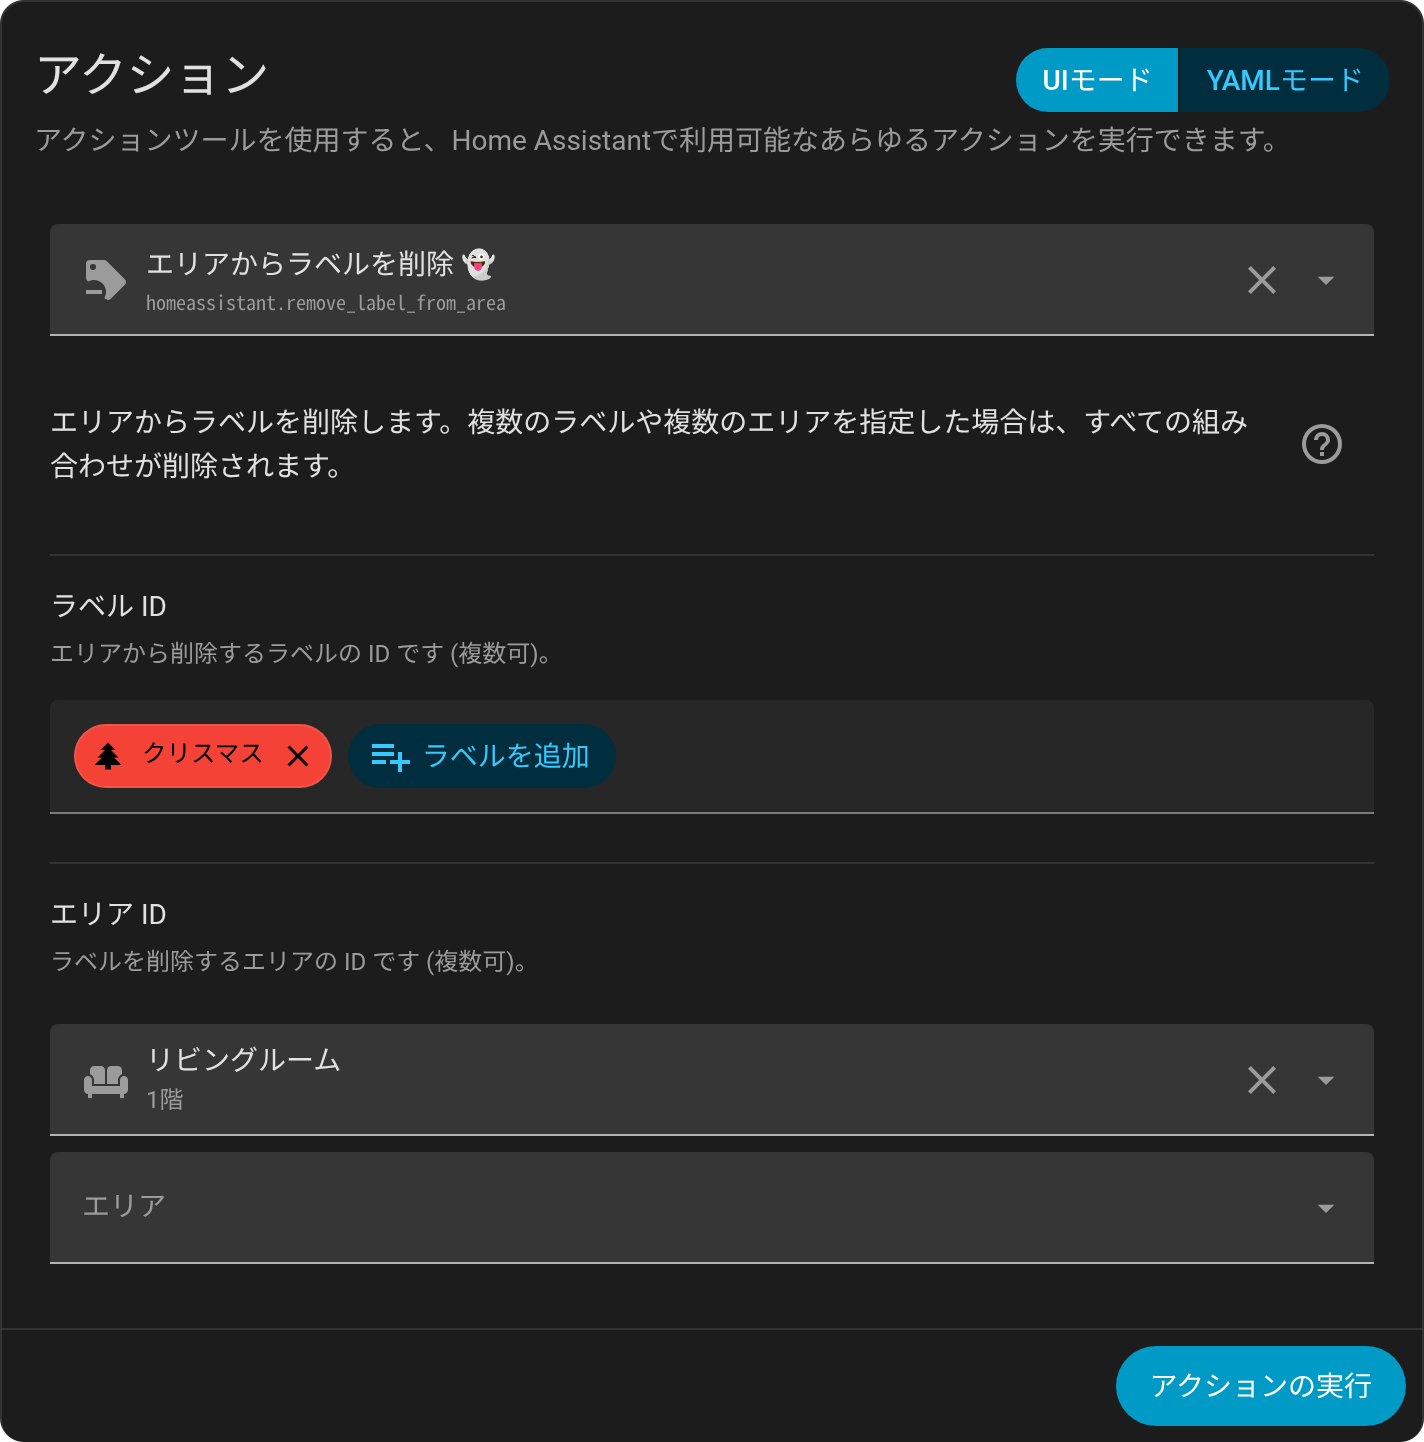 アクション
UIモード
YAMLモード
アクションツールを使用すると、Home Assistantで利用可能なあらゆるアクションを実行できます。
エリアからラベルを削除 👻
homeassistant.remove_label_from_area
エリアからラベルを削除します。複数のラベルや複数のエリアを指定した場合は、すべての組み
合わせが削除されます。
ラベル ID
エリアから削除するラベルの ID です (複数可)。
クリスマス
ラベルを追加
エリア ID
ラベルを削除するエリアの ID です (複数可)。
リビングルーム
1階
エリア
アクションの実行